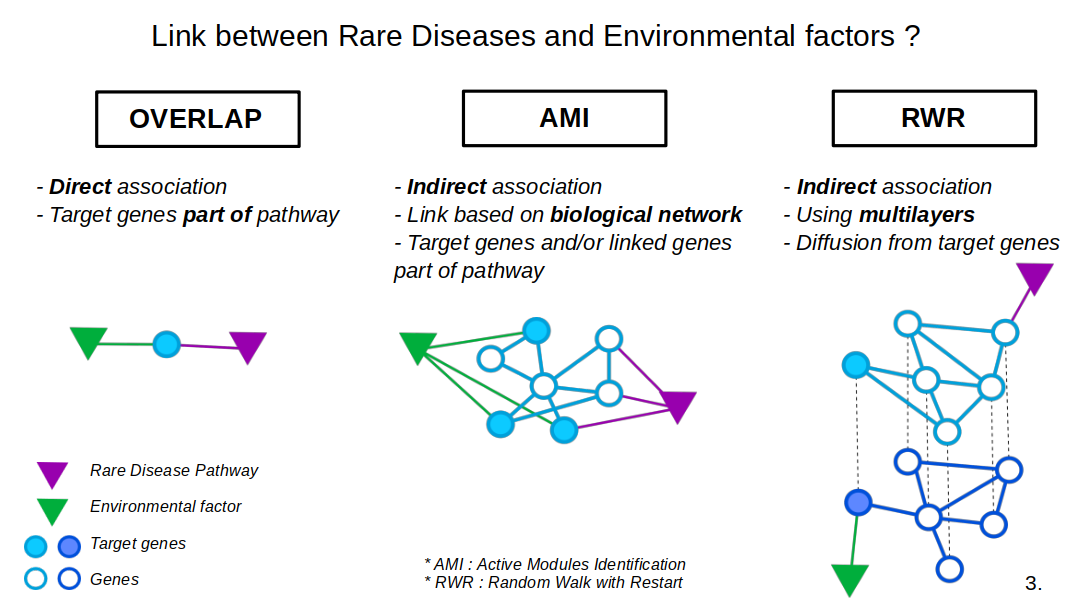 Link between Rare Diseases and Environmental factors ?
OVERLAP
- Direct association
- Target genes part of pathway
AMI
- Indirect association
- Link based on biological network
- Target genes and/or linked genes
part of pathway
RWR
- Indirect association
- Using multilayers
- Diffusion from target genes
Rare Disease Pathway
Environmental factor
Target genes
Genes
* AMI : Active Modules Identification
* RWR : Random Walk with Restart
3.